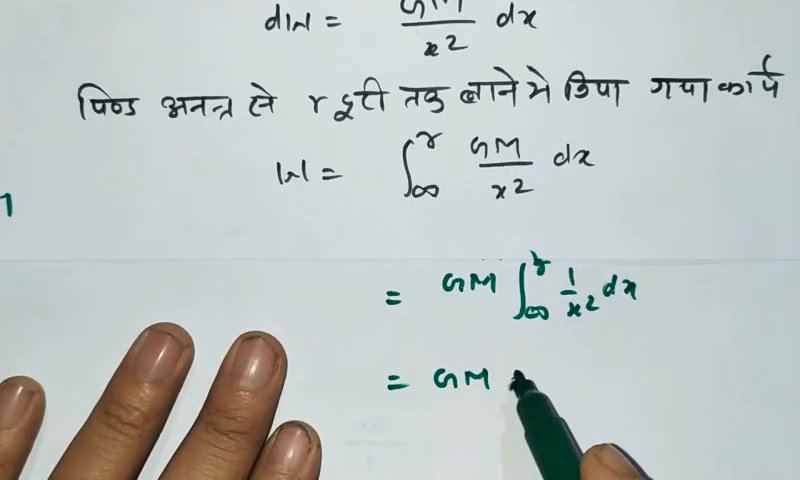 dW = GM/x² dx
पिण्ड अनन्त से r दूरी तक लाने मे किया गया कार्य
W = ∫∞^r GM/x² dx
= GM ∫∞^r 1/x² dx
= GM